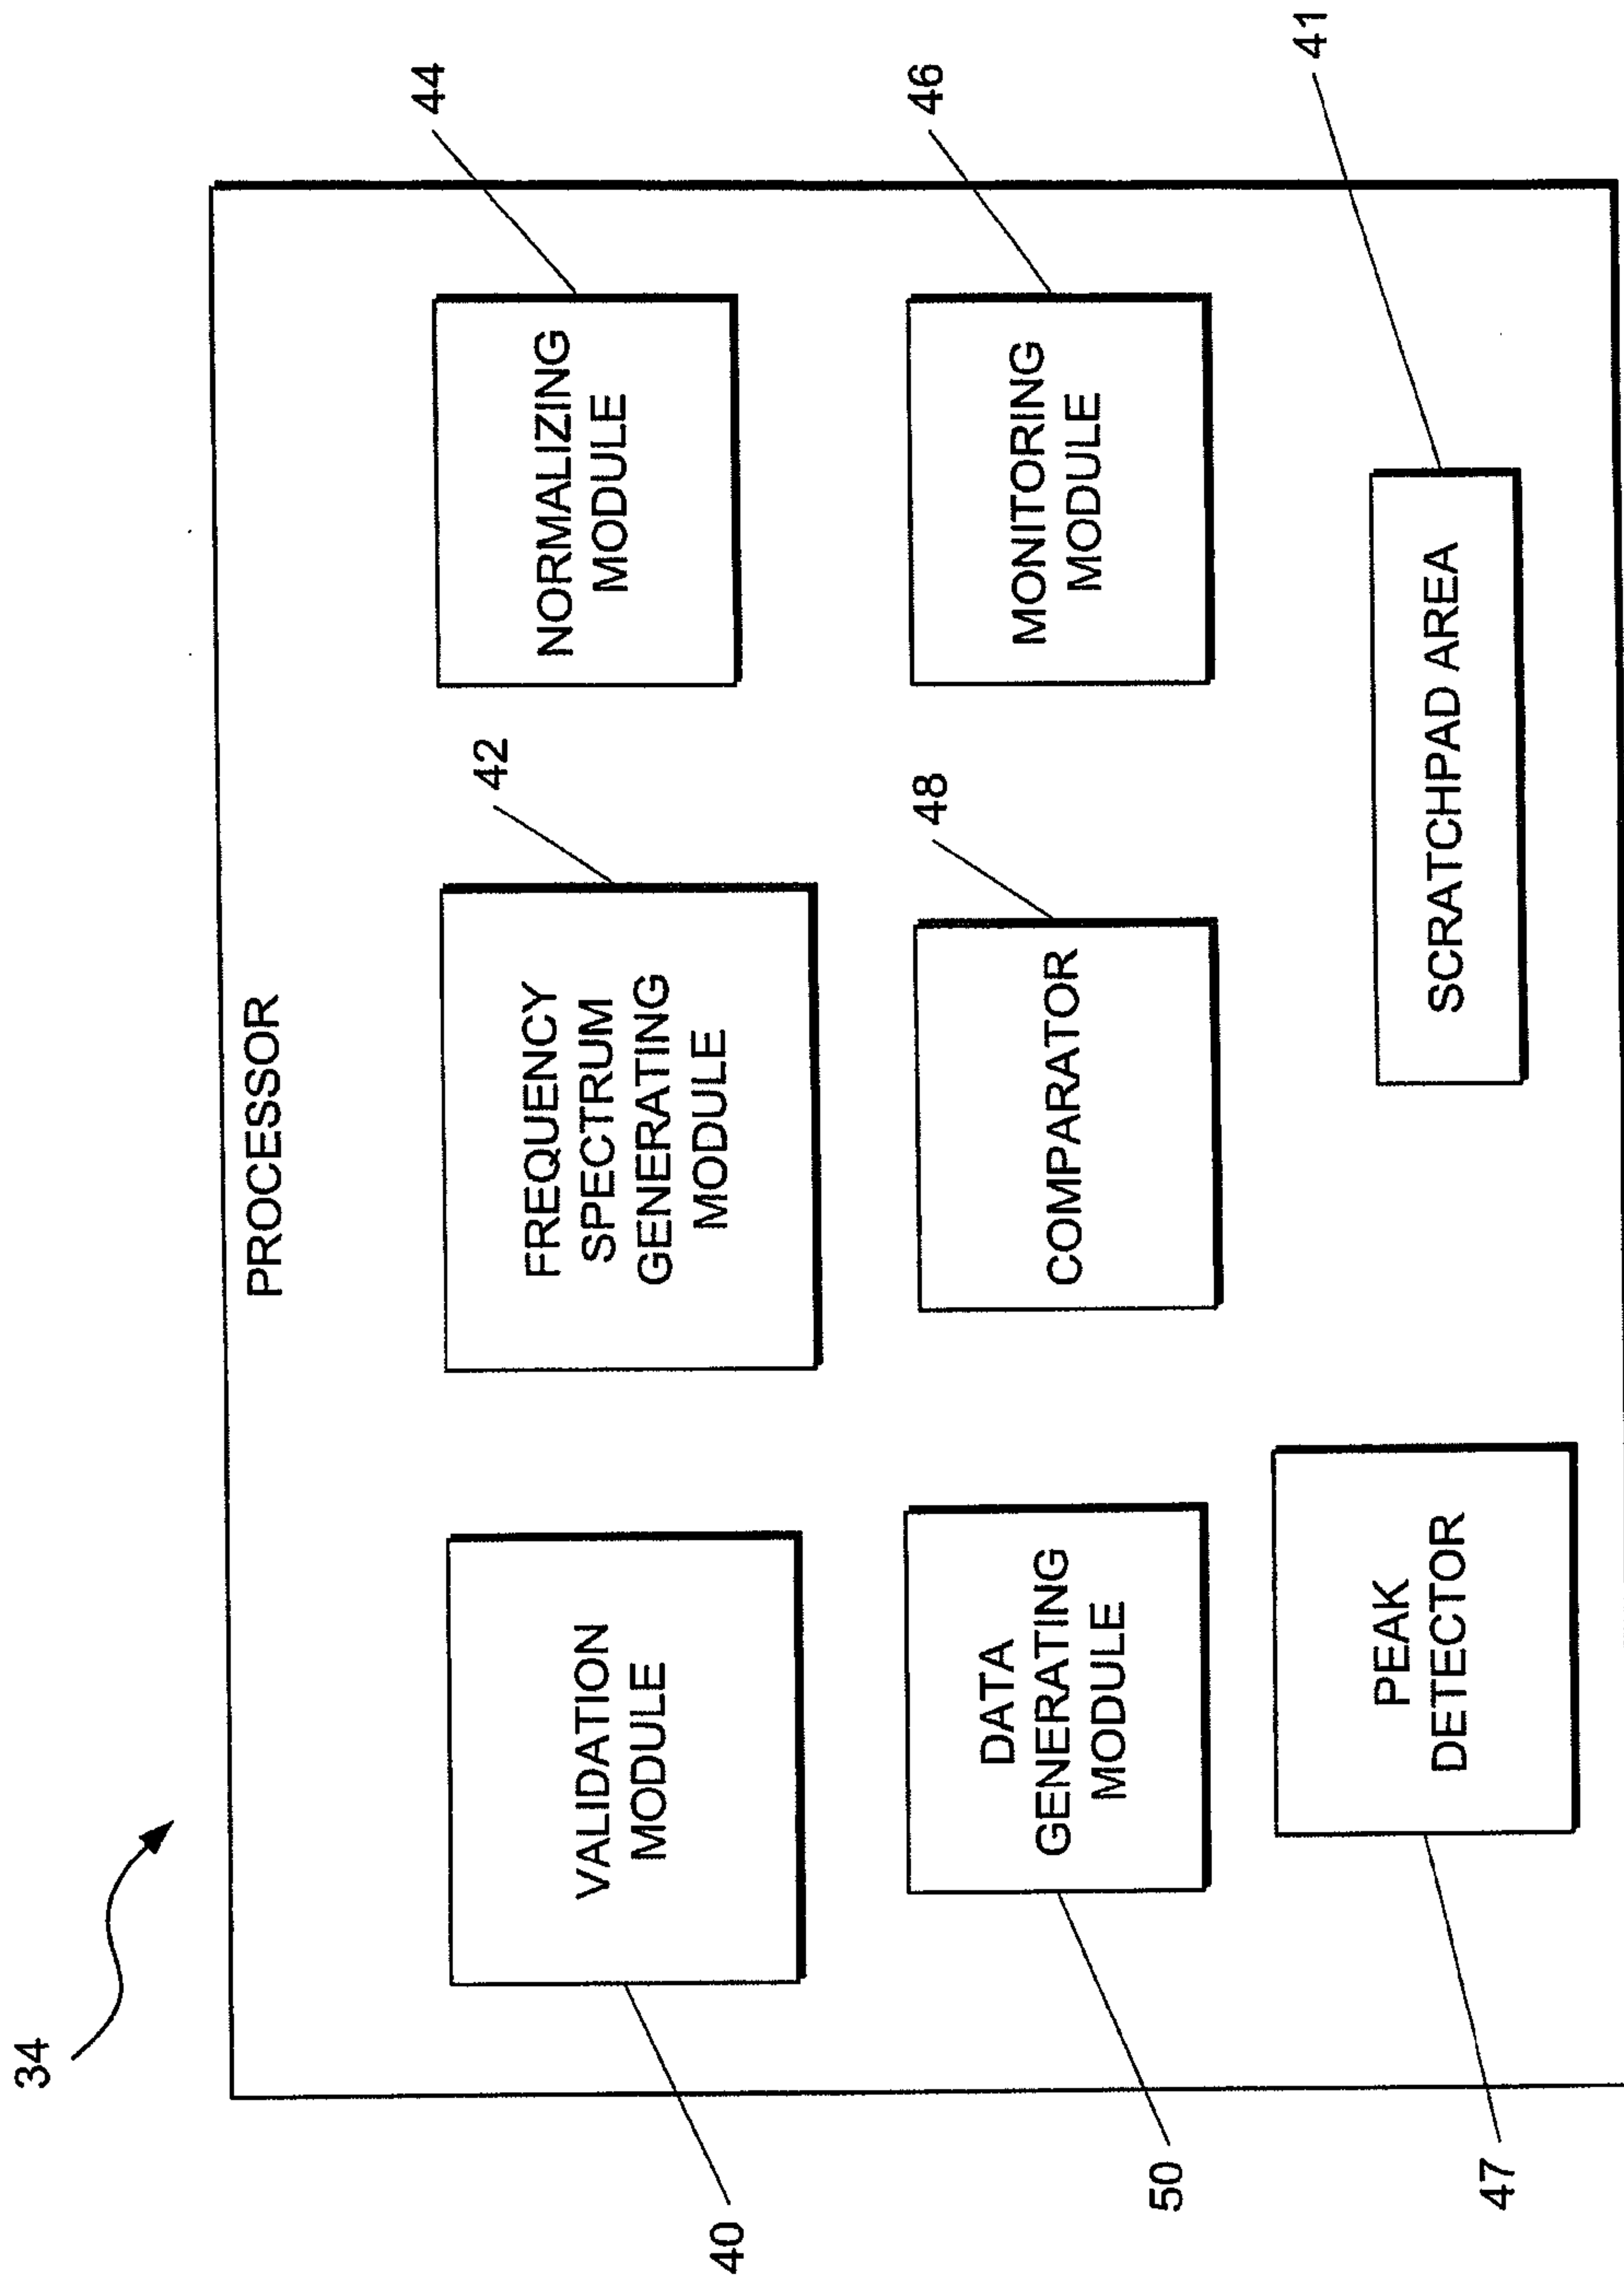 34
PROCESSOR
44
NORMALIZING
MODULE
42
FREQUENCY
SPECTRUM
GENERATING
MODULE
VALIDATION
MODULE
40
46
MONITORING
MODULE
48
COMPARATOR
DATA
GENERATING
MODULE
50
41
SCRATCHPAD AREA
PEAK
DETECTOR
47